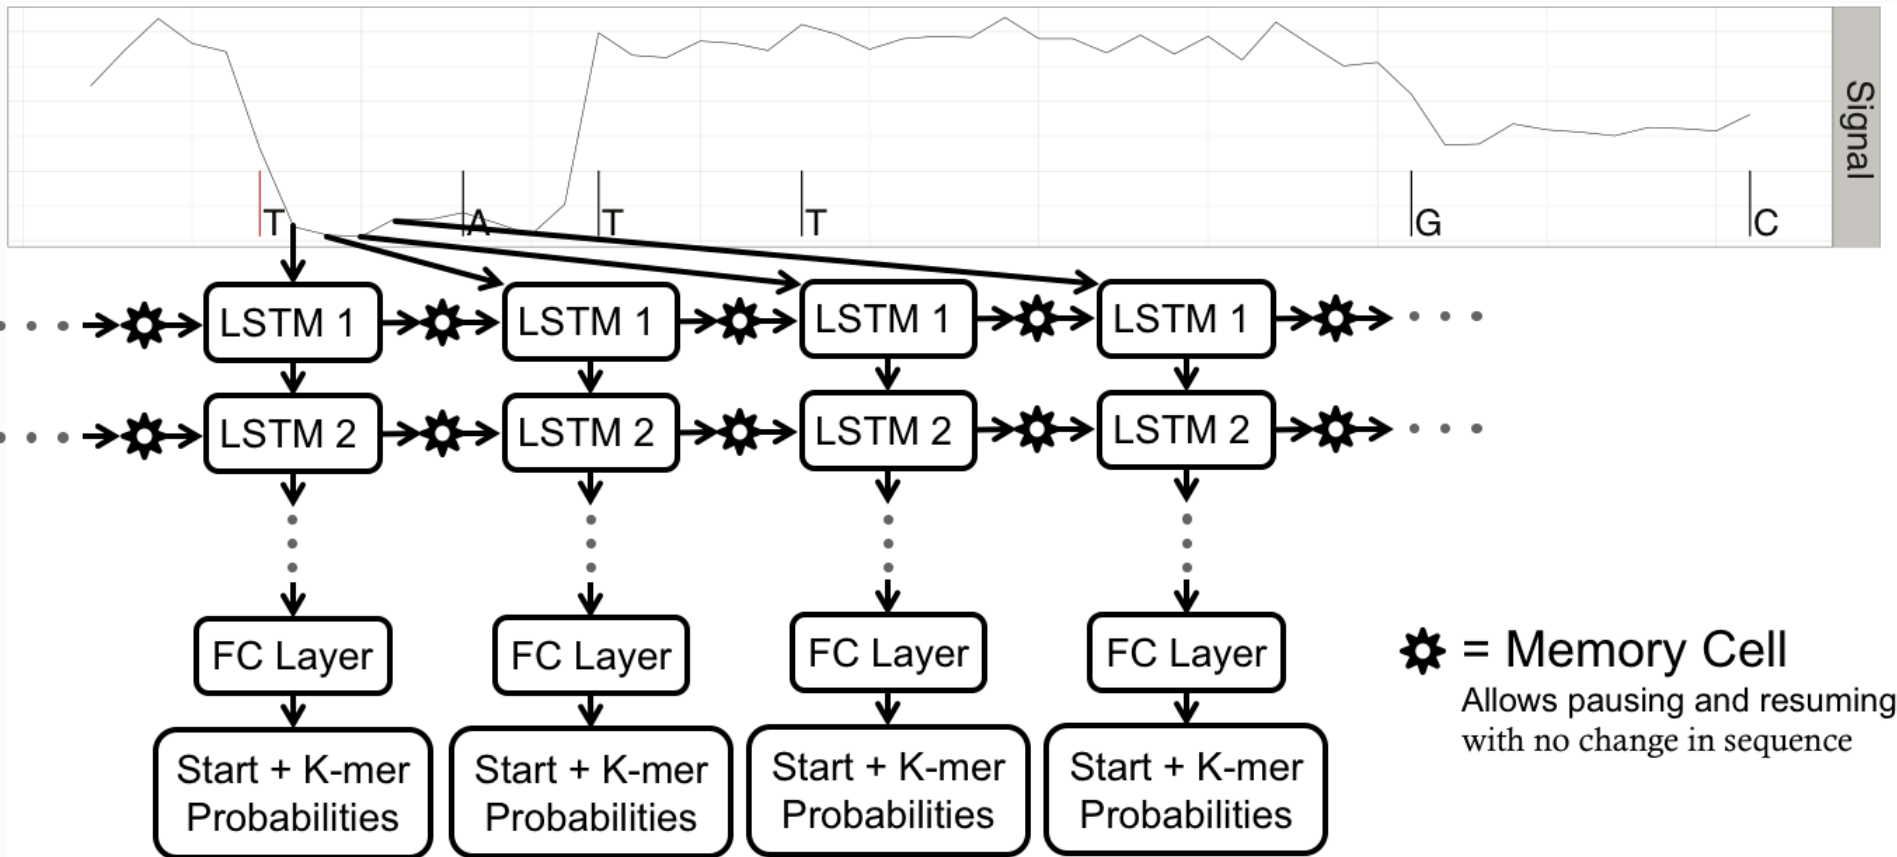 Signal
T
A
T
T
G
C
LSTM 1
LSTM 1
LSTM 1
LSTM 1
LSTM 2
LSTM 2
LSTM 2
LSTM 2
FC Layer
FC Layer
FC Layer
FC Layer
= Memory Cell
Allows pausing and resuming
with no change in sequence
Start + K-mer
Probabilities
Start + K-mer
Probabilities
Start + K-mer
Probabilities
Start + K-mer
Probabilities